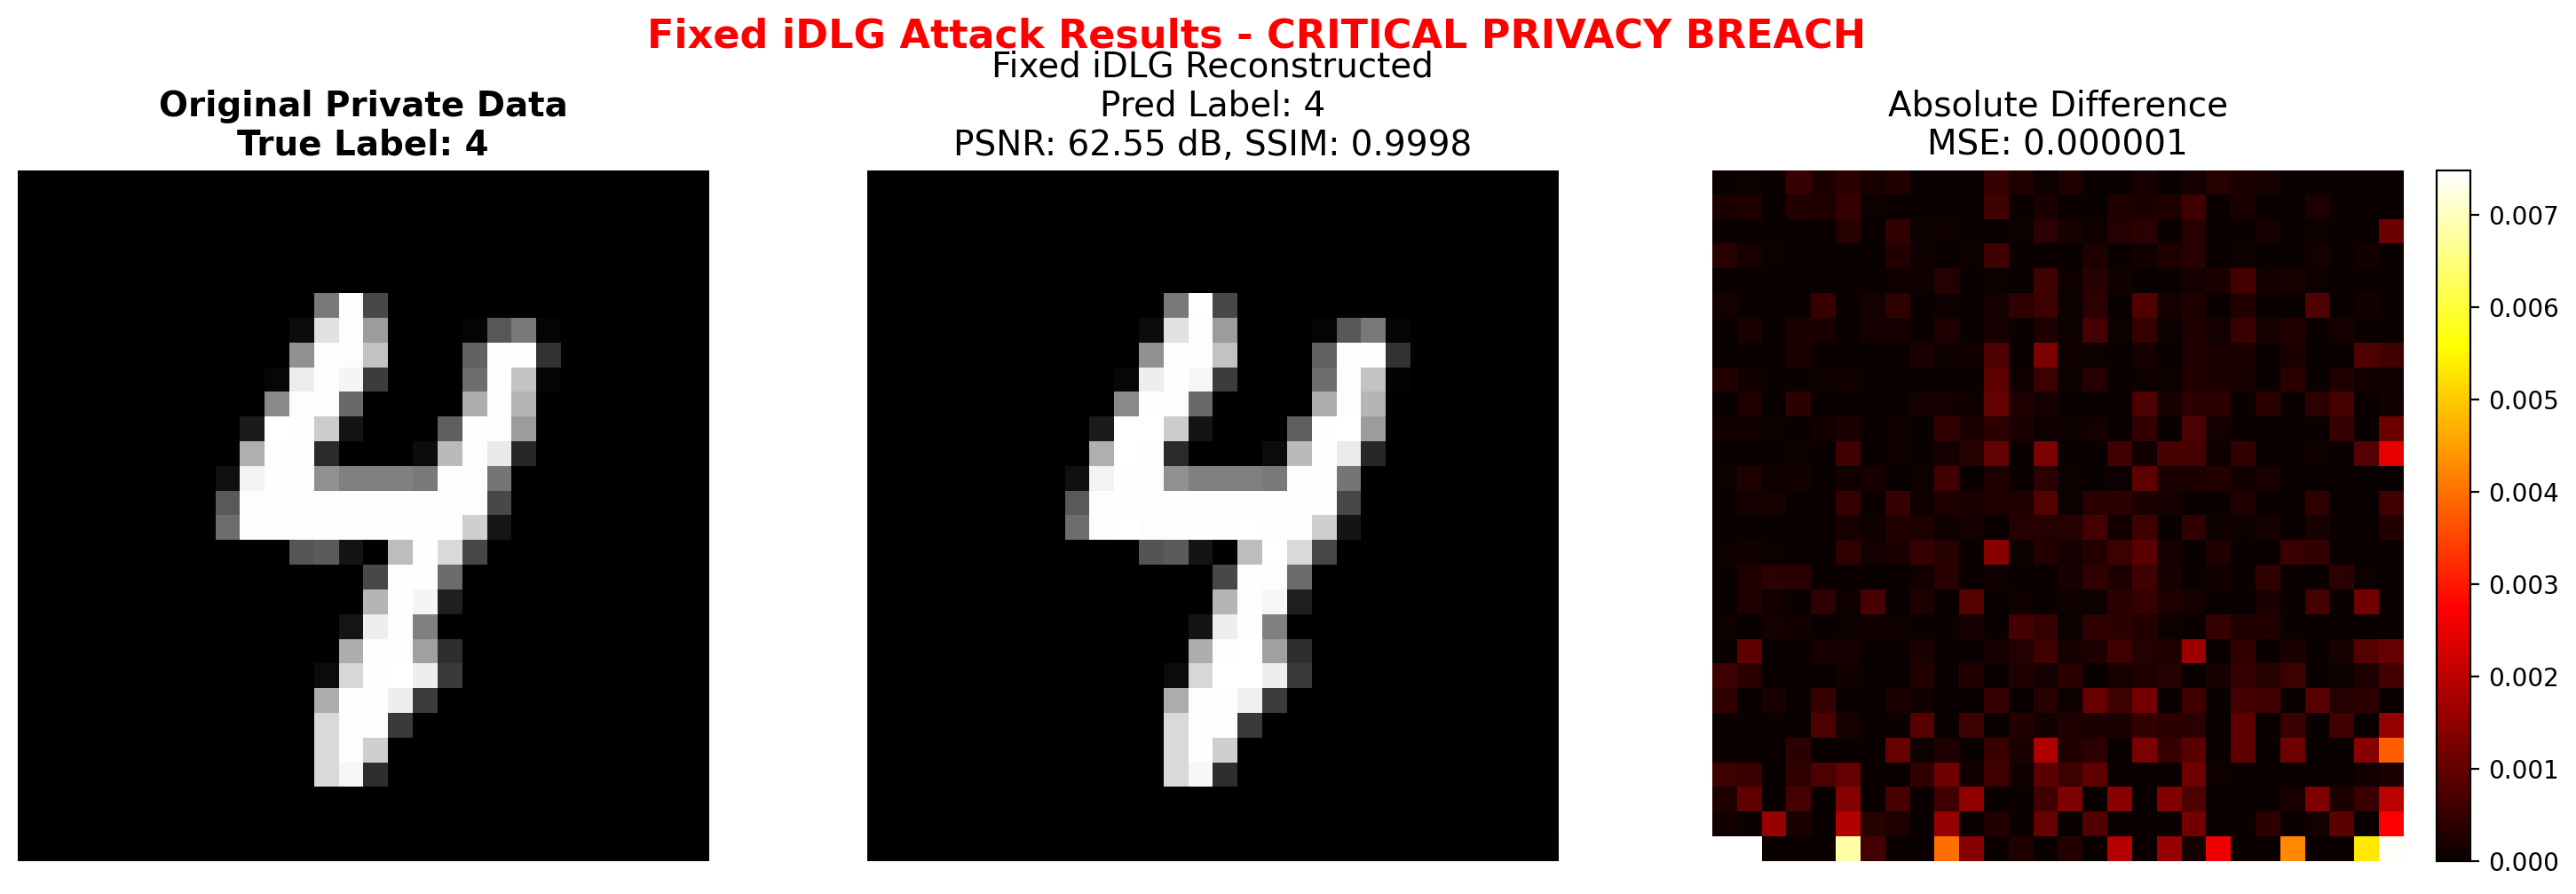 Fixed iDLG Attack Results - CRITICAL PRIVACY BREACH
Original Private Data
True Label: 4
4
Fixed iDLG Reconstructed
Pred Label: 4
PSNR: 62.55 dB, SSIM: 0.9998
4
Absolute Difference
MSE: 0.000001
0.007
0.006
0.005
0.004
0.003
0.002
0.001
0.000